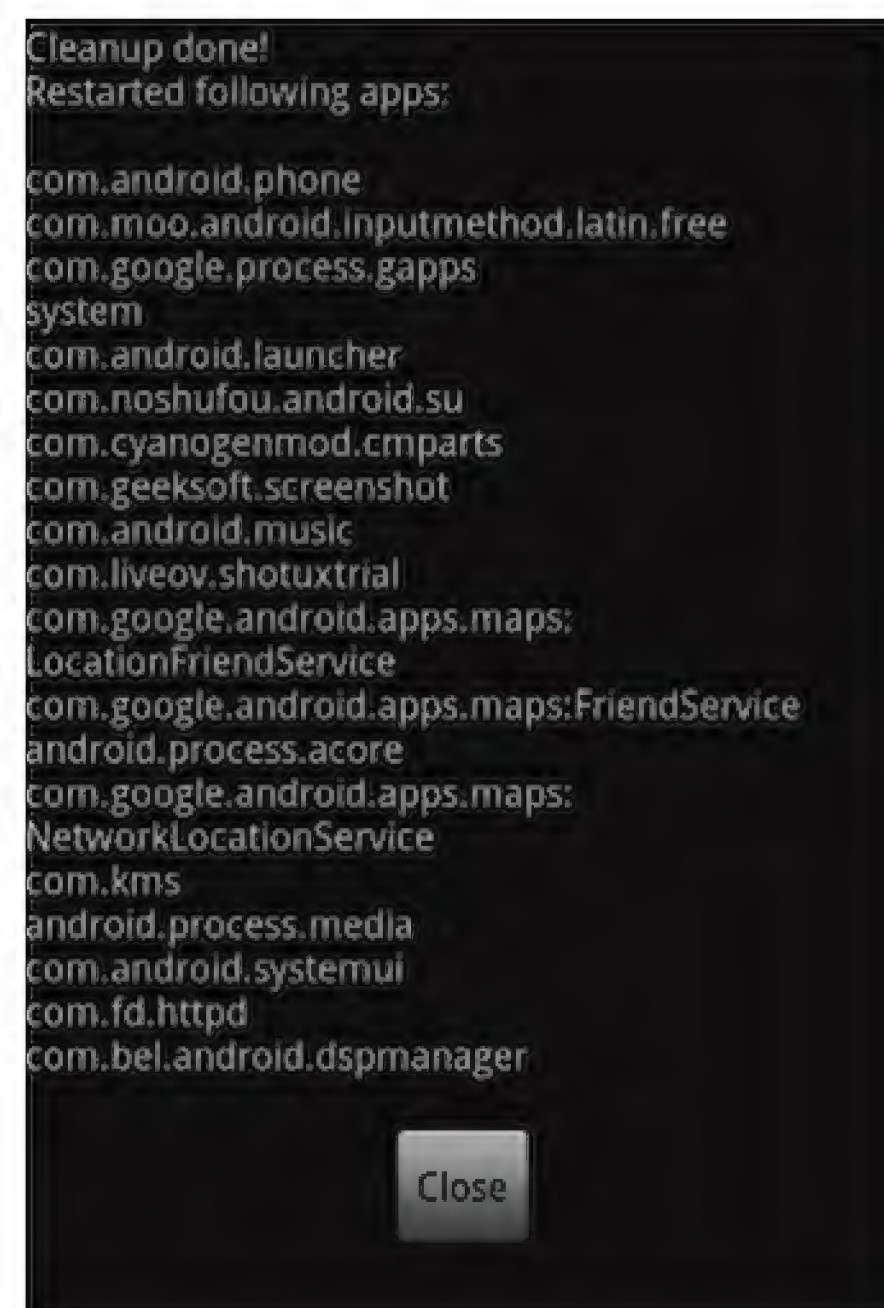 Cleanup done!
Restarted following apps:
com.android.phone
com.moo.android.inputmethod.latin.free
com.google.process.gapps
system
com.android.launcher
com.noshufou.android.su
com.cyanogenmod.cmparts
com.geeksoft.screenshot
com.android.music
com.liveov.shotuxtrial
com.google.android.apps.maps:
LocationFriendService
com.google.android.apps.maps:FriendService
android.process.acore
com.google.android.apps.maps:
NetworkLocationService
com.kms
android.process.media
com.android.systemui
com.fd.httpd
com.bel.android.dspmanager
Close